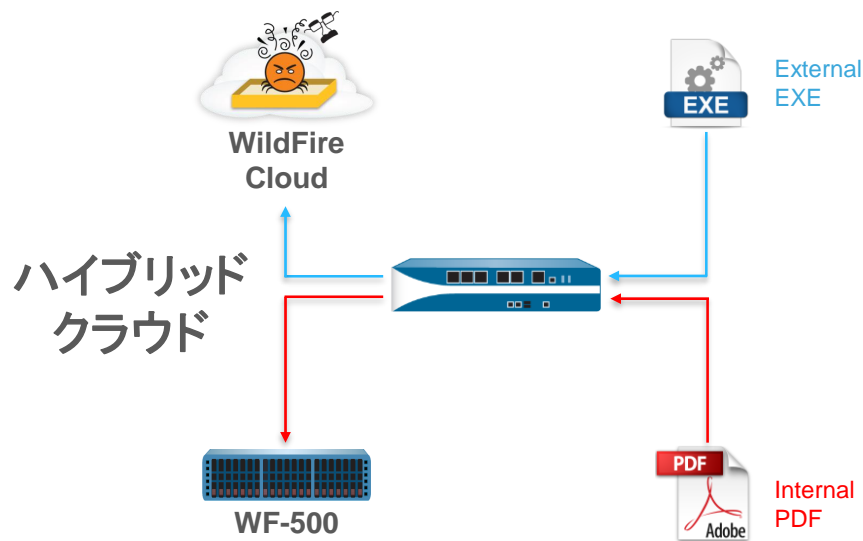 WildFire
Cloud
EXE
External
EXE
ハイブリッド
クラウド
WF-500
PDF
Adobe
Internal
PDF